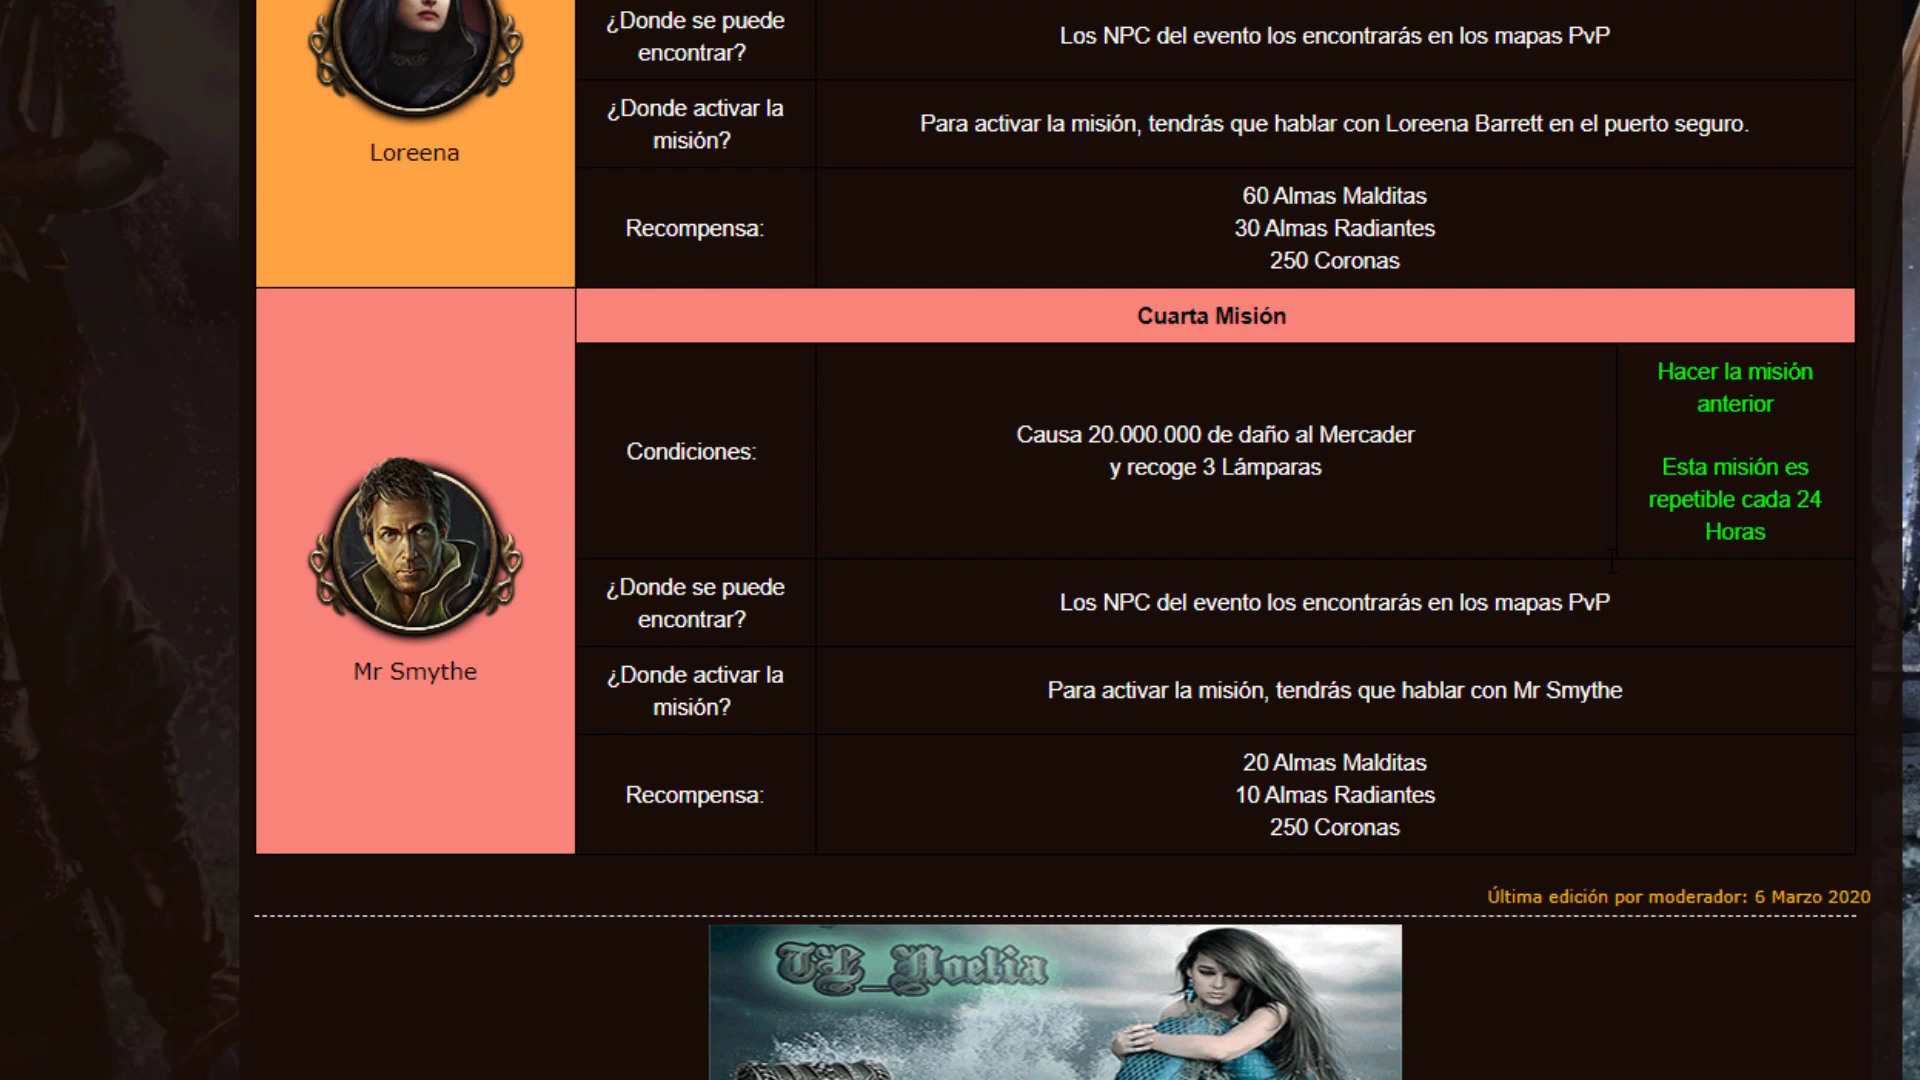 ¿Donde se puede
encontrar?
Los NPC del evento los encontrarás en los mapas PvP
¿Donde activar la
misión?
Para activar la misión, tendrás que hablar con Loreena Barrett en el puerto seguro.
Loreena
Recompensa:
60 Almas Malditas
30 Almas Radiantes
250 Coronas
Cuarta Misión
Condiciones:
Causa 20.000.000 de daño al Mercader
y recoge 3 Lámparas
Hacer la misión
anterior
Esta misión es
repetible cada 24
Horas
¿Donde se puede
encontrar?
Los NPC del evento los encontrarás en los mapas PvP
Mr Smythe
¿Donde activar la
misión?
Para activar la misión, tendrás que hablar con Mr Smythe
Recompensa:
20 Almas Malditas
10 Almas Radiantes
250 Coronas
Última edición por moderador: 6 Marzo 2020
TL_Noelia